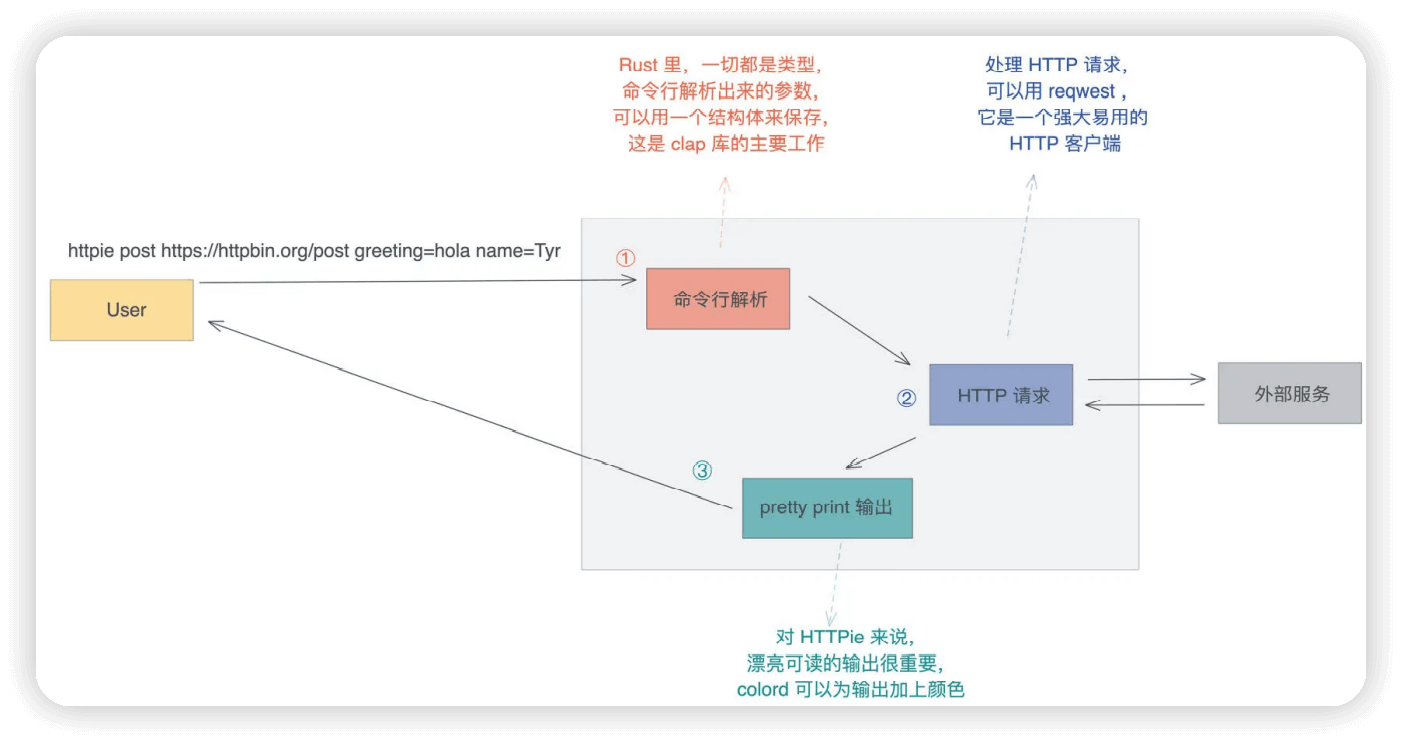 Rust 里，一切都是类型，
命令行解析出来的参数，
可以用一个结构体来保存，
这是 clap 库的主要工作
处理 HTTP 请求，
可以用 reqwest ，
它是一个强大易用的
HTTP 客户端
httpie post https://httpbin.org/post greeting=hola name=Tyr
①
User
命令行解析
②
HTTP 请求
外部服务
③
pretty print 输出
对 HTTPie 来说，
漂亮可读的输出很重要，
colord 可以为输出加上颜色